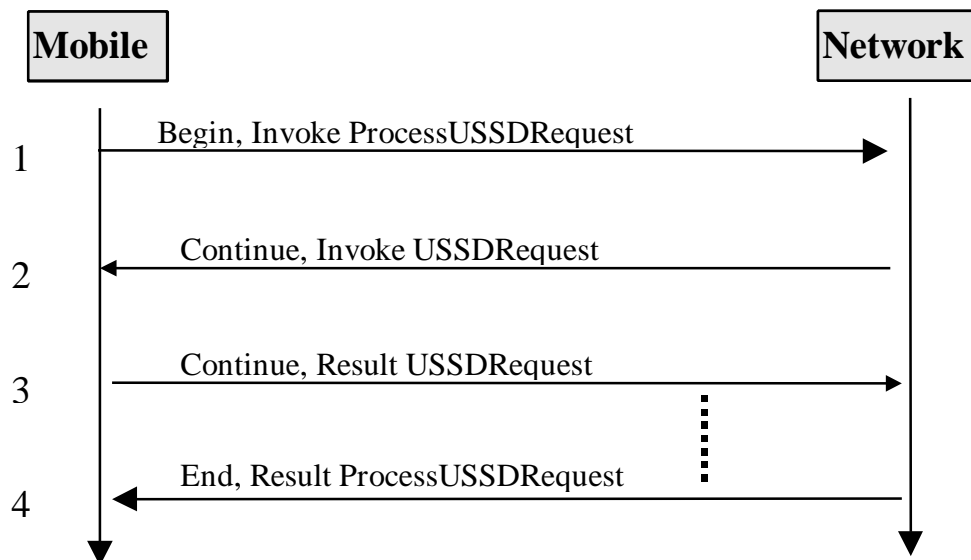 Mobile
Network
Begin, Invoke ProcessUSSDRequest
1
Continue, Invoke USSDRequest
2
Continue, Result USSDRequest
3
End, Result ProcessUSSDRequest
4